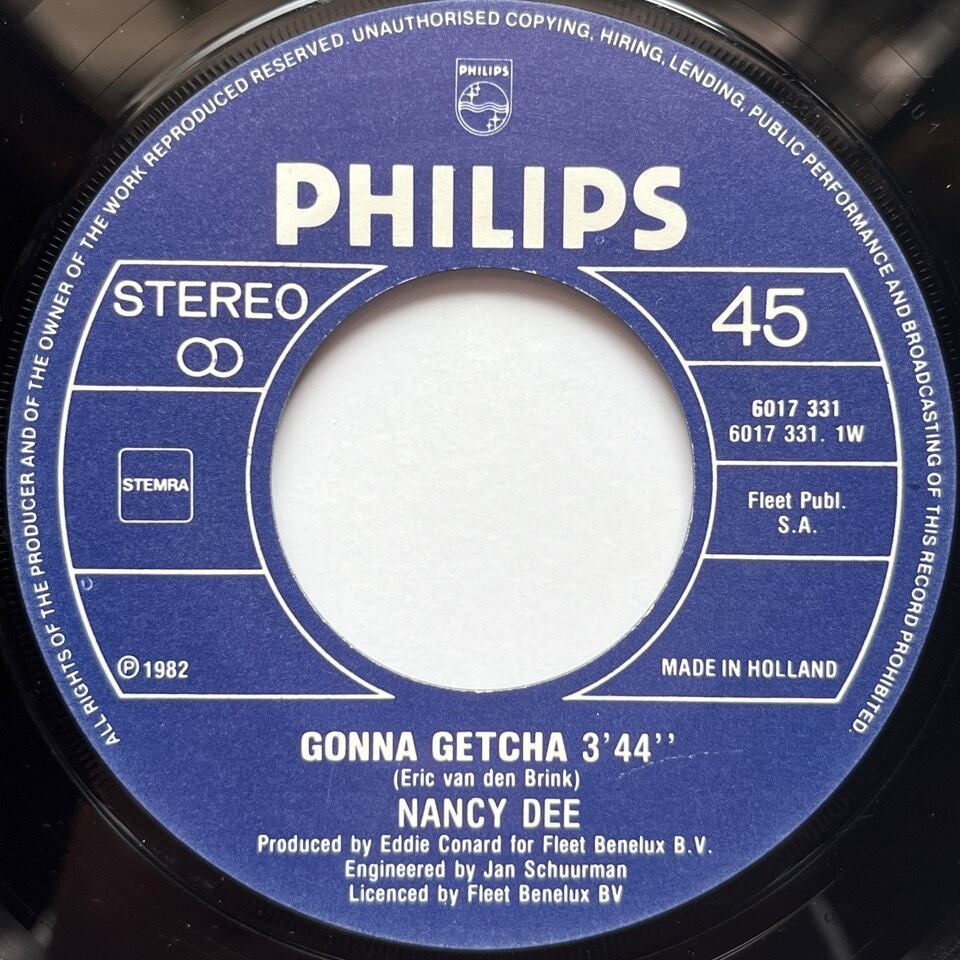 ALL RIGHTS OF THE PRODUCER AND OF THE OWNER OF THE WORK REPRODUCED RESERVED. UNAUTHORISED COPYING, HIRING, LENDING, PUBLIC PERFORMANCE AND BROADCASTING OF THIS RECORD PROHIBITED.
PHILIPS
PHILIPS
STEREO
45
6017 331
6017 331. 1W
STEMRA
Fleet Publ.
S.A.
℗ 1982
MADE IN HOLLAND
GONNA GETCHA 3'44''
(Eric van den Brink)
NANCY DEE
Produced by Eddie Conard for Fleet Benelux B.V.
Engineered by Jan Schuurman
Licenced by Fleet Benelux BV